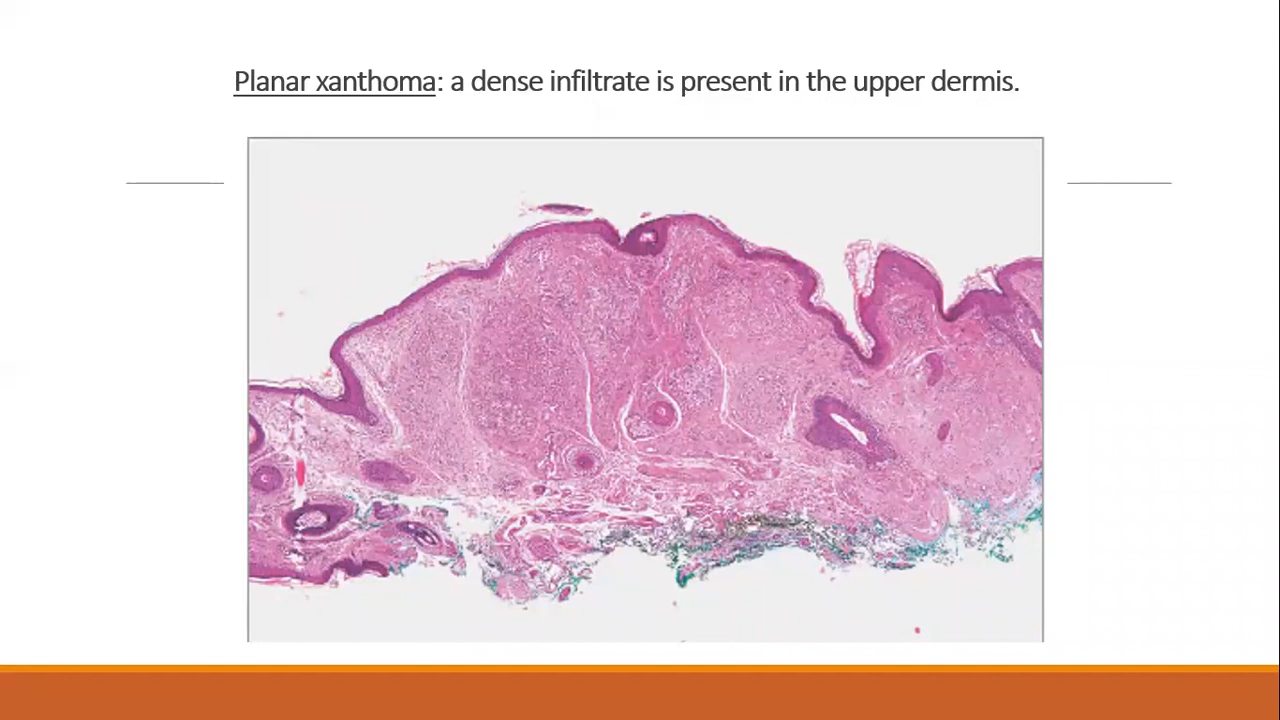 Planar xanthoma: a dense infiltrate is present in the upper dermis.